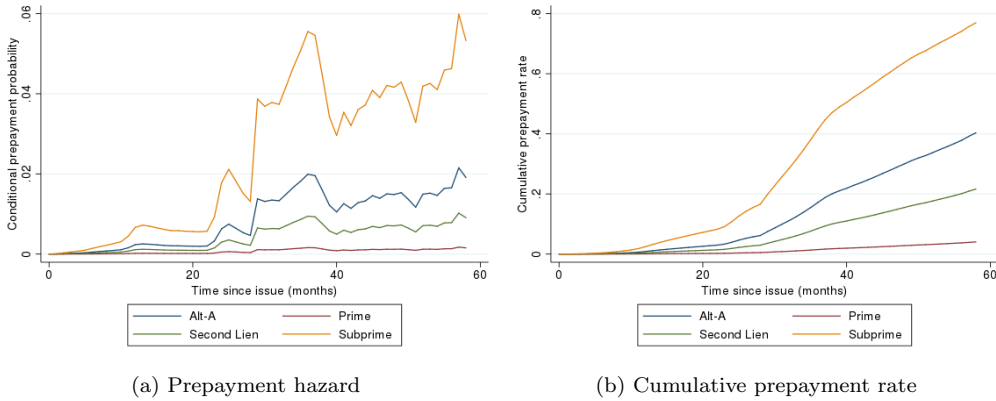 Conditional prepayment probability
.06
.04
.02
0
0
20
40
60
Time since issue (months)
Alt-A
Prime
Second Lien
Subprime
(a) Prepayment hazard
Cumulative prepayment rate
.8
.6
.4
.2
0
0
20
40
60
Time since issue (months)
Alt-A
Prime
Second Lien
Subprime
(b) Cumulative prepayment rate